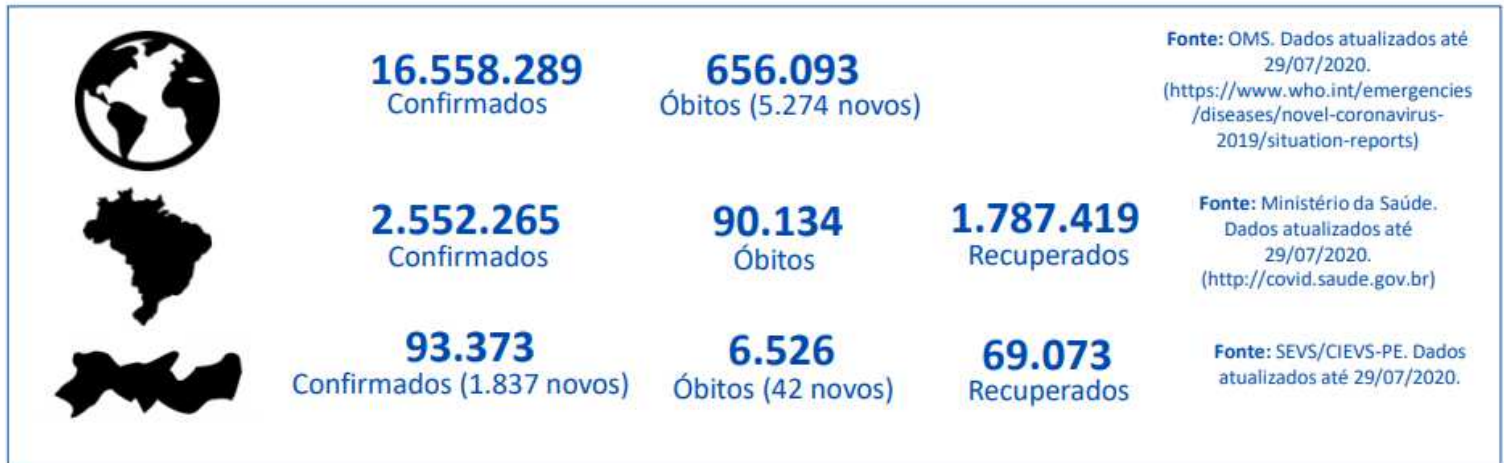 16.558.289
Confirmados
656.093
Óbitos (5.274 novos)
Fonte: OMS. Dados atualizados até
29/07/2020.
(https://www.who.int/emergencies
/diseases/novel-coronavirus-
2019/situation-reports)
2.552.265
Confirmados
90.134
Óbitos
1.787.419
Recuperados
Fonte: Ministério da Saúde.
Dados atualizados até
29/07/2020.
(http://covid.saude.gov.br)
93.373
Confirmados (1.837 novos)
6.526
Óbitos (42 novos)
69.073
Recuperados
Fonte: SEVS/CIEVS-PE. Dados
atualizados até 29/07/2020.